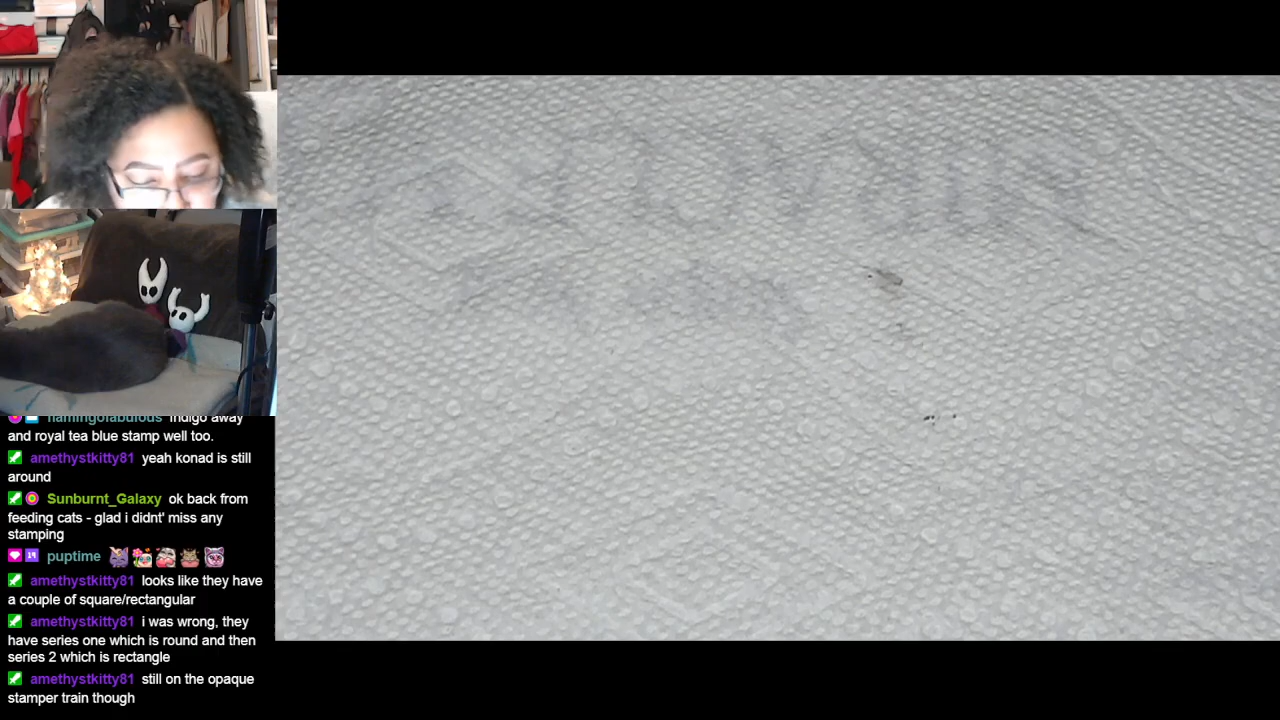 flamingofabulous indigo away
and royal tea blue stamp well too.
amethystkitty81 yeah konad is still
around
Sunburnt_Galaxy ok back from
feeding cats - glad i didnt' miss any
stamping
puptime
amethystkitty81 looks like they have
a couple of square/rectangular
amethystkitty81 i was wrong, they
have series one which is round and then
series 2 which is rectangle
amethystkitty81 still on the opaque
stamper train though